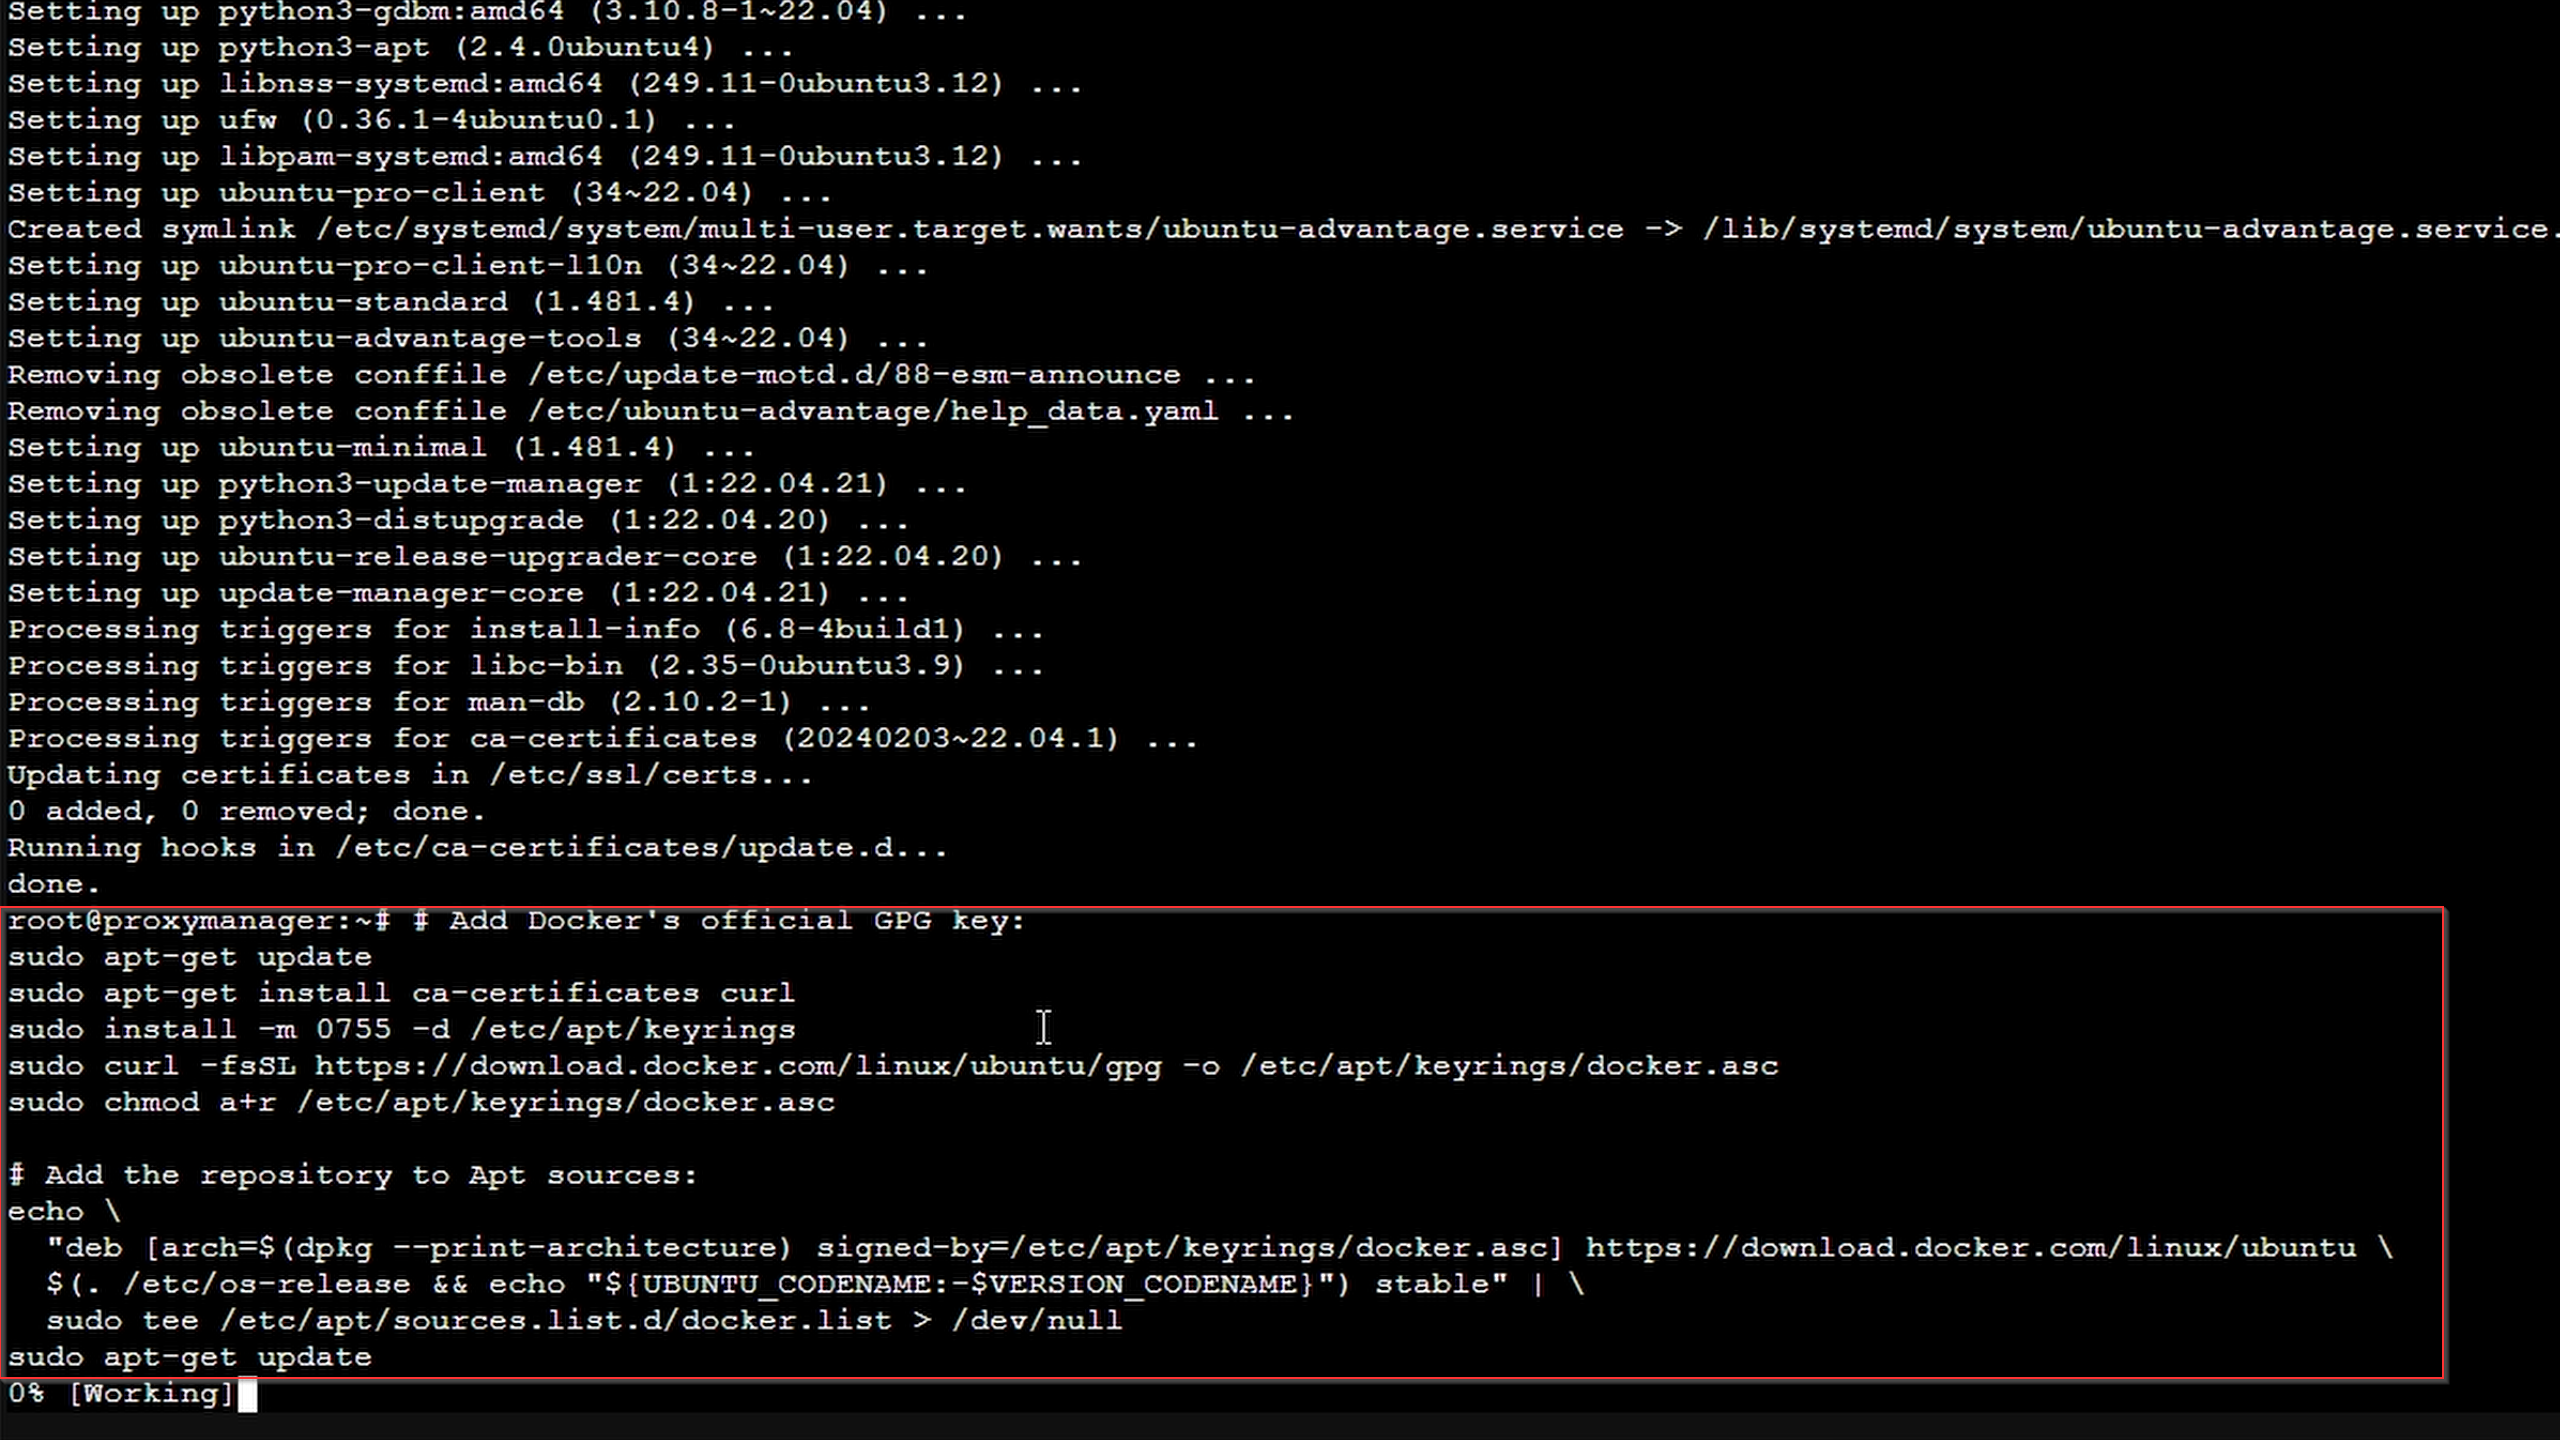 Setting up python3-gdbm:amd64 (3.10.8-1~22.04) ...
Setting up python3-apt (2.4.0ubuntu4) ...
Setting up libnss-systemd:amd64 (249.11-0ubuntu3.12) ...
Setting up ufw (0.36.1-4ubuntu0.1) ...
Setting up libpam-systemd:amd64 (249.11-0ubuntu3.12) ...
Setting up ubuntu-pro-client (34~22.04) ...
Created symlink /etc/systemd/system/multi-user.target.wants/ubuntu-advantage.service -> /lib/systemd/system/ubuntu-advantage.service.
Setting up ubuntu-pro-client-l10n (34~22.04) ...
Setting up ubuntu-standard (1.481.4) ...
Setting up ubuntu-advantage-tools (34~22.04) ...
Removing obsolete conffile /etc/update-motd.d/88-esm-announce ...
Removing obsolete conffile /etc/ubuntu-advantage/help_data.yaml ...
Setting up ubuntu-minimal (1.481.4) ...
Setting up python3-update-manager (1:22.04.21) ...
Setting up python3-distupgrade (1:22.04.20) ...
Setting up ubuntu-release-upgrader-core (1:22.04.20) ...
Setting up update-manager-core (1:22.04.21) ...
Processing triggers for install-info (6.8-4build1) ...
Processing triggers for libc-bin (2.35-0ubuntu3.9) ...
Processing triggers for man-db (2.10.2-1) ...
Processing triggers for ca-certificates (20240203~22.04.1) ...
Updating certificates in /etc/ssl/certs...
0 added, 0 removed; done.
Running hooks in /etc/ca-certificates/update.d...
done.
root@proxymanager:~# # Add Docker's official GPG key:
sudo apt-get update
sudo apt-get install ca-certificates curl
sudo install -m 0755 -d /etc/apt/keyrings
sudo curl -fsSL https://download.docker.com/linux/ubuntu/gpg -o /etc/apt/keyrings/docker.asc
sudo chmod a+r /etc/apt/keyrings/docker.asc

# Add the repository to Apt sources:
echo \
  "deb [arch=$(dpkg --print-architecture) signed-by=/etc/apt/keyrings/docker.asc] https://download.docker.com/linux/ubuntu \
  $(. /etc/os-release && echo "${UBUNTU_CODENAME:-$VERSION_CODENAME}") stable" | \
  sudo tee /etc/apt/sources.list.d/docker.list > /dev/null
sudo apt-get update
0% [Working]